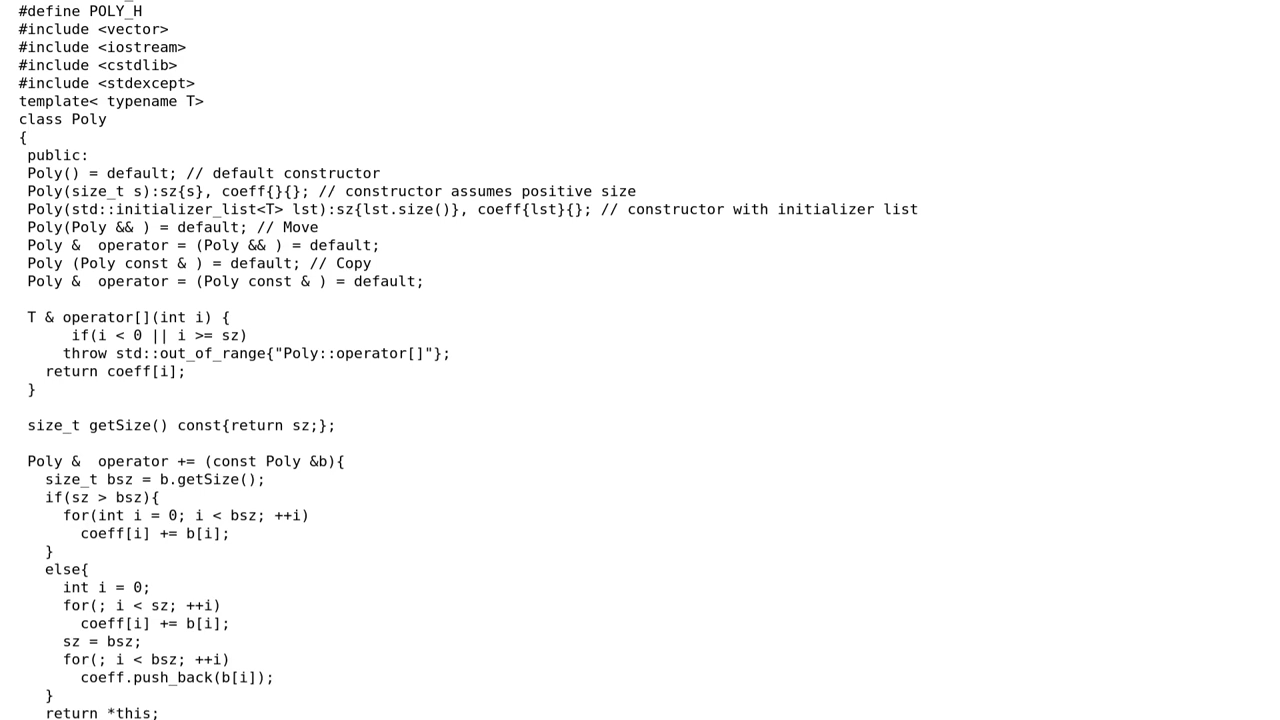 #define POLY_H
#include <vector>
#include <iostream>
#include <cstdlib>
#include <stdexcept>
template< typename T>
class Poly
{
 public:
 Poly() = default; // default constructor
 Poly(size_t s):sz{s}, coeff{}{}; // constructor assumes positive size
 Poly(std::initializer_list<T> lst):sz{lst.size()}, coeff{lst}{}; // constructor with initializer list
 Poly(Poly && ) = default; // Move
 Poly &  operator = (Poly && ) = default;
 Poly (Poly const & ) = default; // Copy
 Poly &  operator = (Poly const & ) = default;

 T & operator[](int i) {
      if(i < 0 || i >= sz)
     throw std::out_of_range{"Poly::operator[]"};
   return coeff[i];
 }

 size_t getSize() const{return sz;};

 Poly &  operator += (const Poly &b){
   size_t bsz = b.getSize();
   if(sz > bsz){
     for(int i = 0; i < bsz; ++i)
       coeff[i] += b[i];
   }
   else{
     int i = 0;
     for(; i < sz; ++i)
       coeff[i] += b[i];
     sz = bsz;
     for(; i < bsz; ++i)
       coeff.push_back(b[i]);
   }
   return *this;